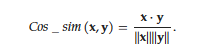 Cos _ sim (x, y) = x · y / ||x||||y||.